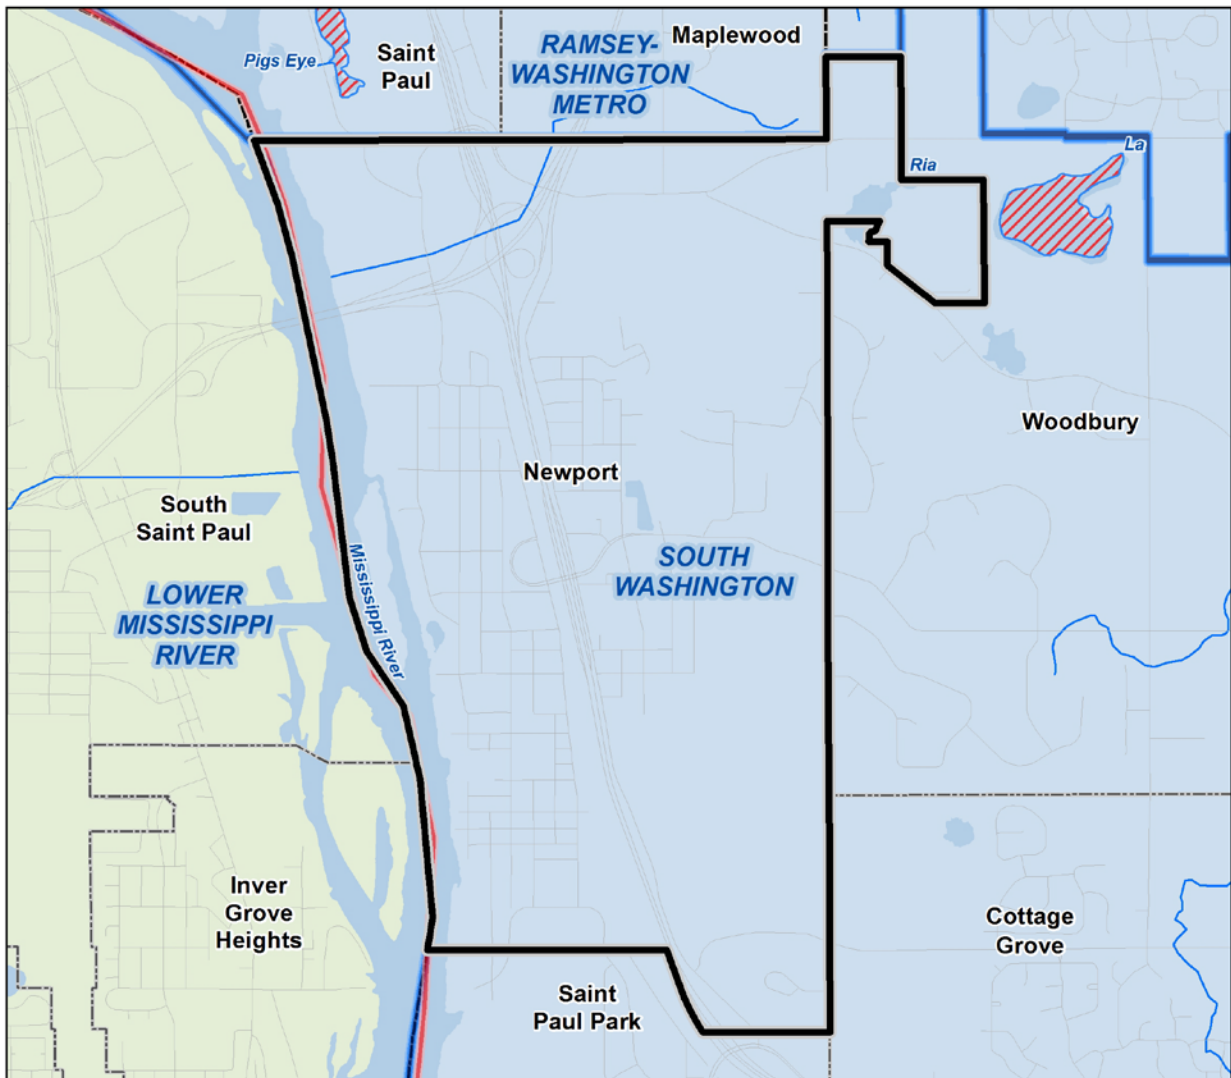 Pigs Eye
Saint
Paul
RAMSEY-
WASHINGTON
METRO
Maplewood
La
Ria
Woodbury
Newport
South
Saint Paul
SOUTH
WASHINGTON
Mississippi River
LOWER
MISSISSIPPI
RIVER
Inver
Grove
Heights
Cottage
Grove
Saint
Paul Park